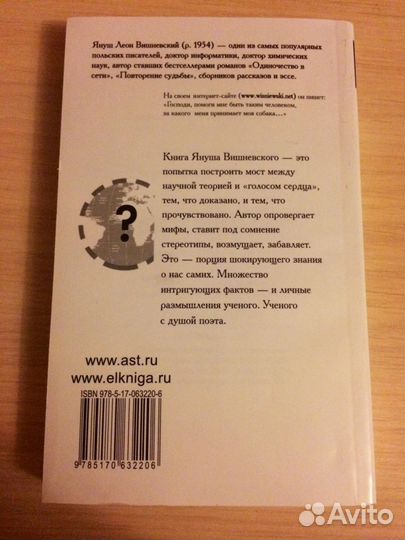 Януш Леон Вишневский (р. 1954) — один из самых популярных
польских писателей, доктор информатики, доктор химических
наук, автор ставших бестселлерами романов «Одиночество в
сети», «Повторение судьбы», сборников рассказов и эссе.
На своем интернет-сайте (www.wisniewski.net) он пишет:
«Господи, помоги мне быть таким человеком,
за какого меня принимает моя собака...»
Книга Януша Вишневского — это
попытка построить мост между
научной теорией и «голосом сердца»,
тем, что доказано, и тем, что
прочувствовано. Автор опровергает
мифы, ставит под сомнение
стереотипы, возмущает, забавляет.
Это — порция шокирующего знания
о нас самих. Множество
интригующих фактов — и личные
размышления ученого. Ученого
с душой поэта.
?
www.ast.ru
www.elkniga.ru
ISBN 978-5-17-063220-6
9 785170 632206
Avito